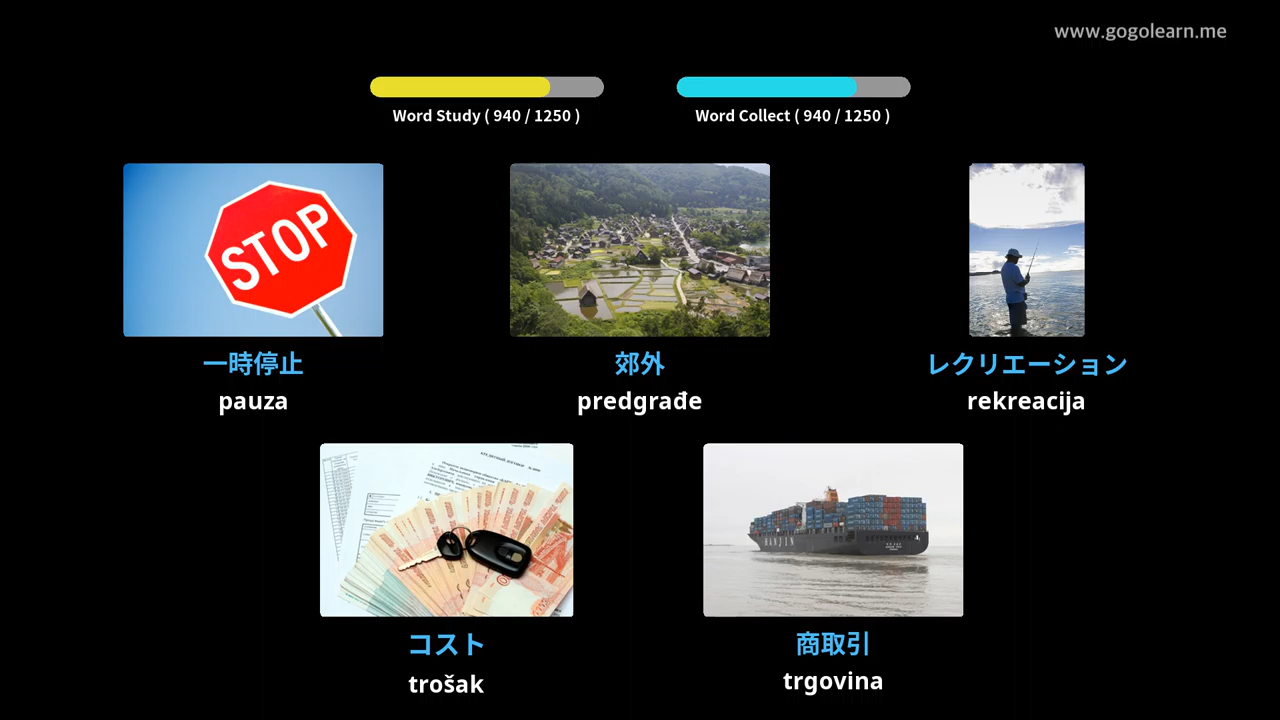 www.gogolearn.me
Word Study ( 940 / 1250 )
Word Collect ( 940 / 1250 )
STOP
一時停止
pauza
郊外
predgrađe
レクリエーション
rekreacija
HANJIN
コスト
trošak
商取引
trgovina